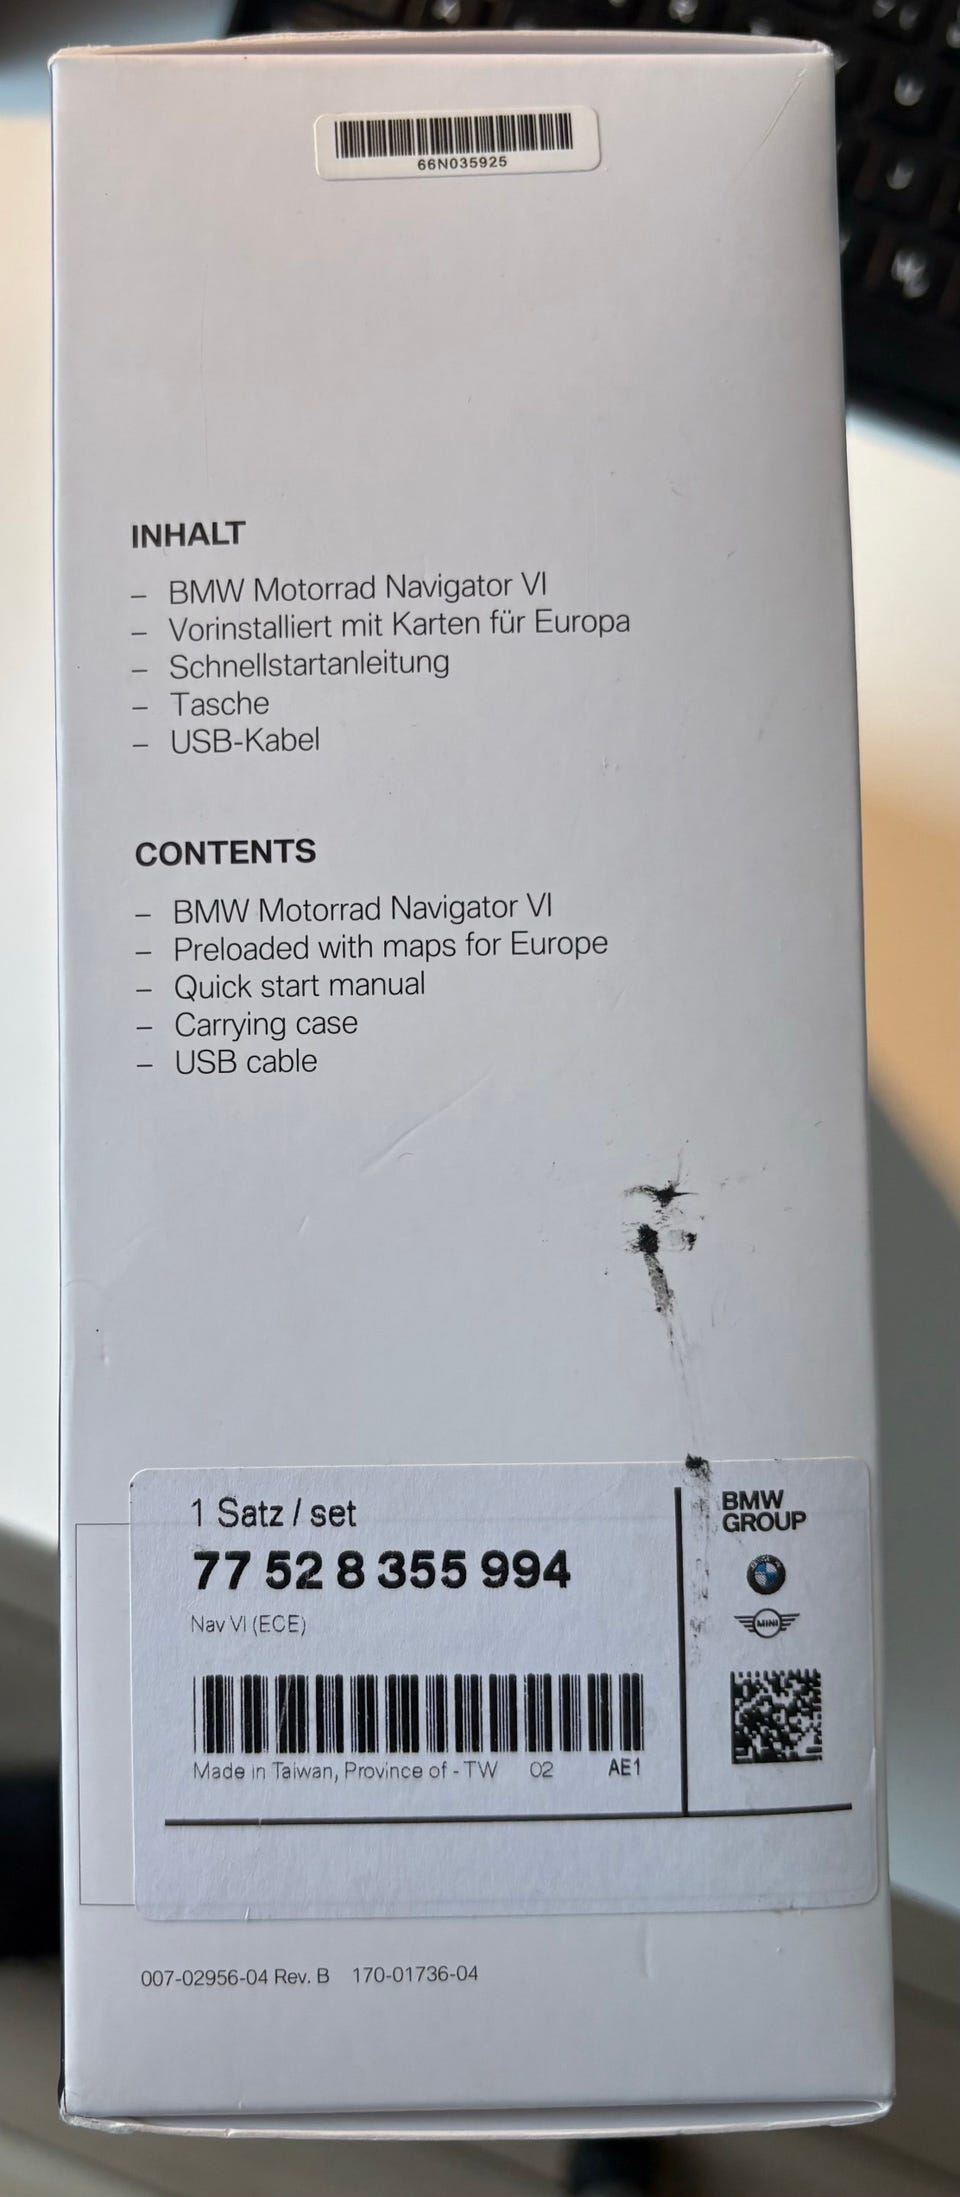 66N035925
INHALT
– BMW Motorrad Navigator VI
– Vorinstalliert mit Karten für Europa
– Schnellstartanleitung
– Tasche
– USB-Kabel
CONTENTS
– BMW Motorrad Navigator VI
– Preloaded with maps for Europe
– Quick start manual
– Carrying case
– USB cable
1 Satz / set
77 52 8 355 994
Nav VI (ECE)
Made in Taiwan, Province of - TW 02 AE1
BMW
GROUP
MINI
007-02956-04 Rev. B 170-01736-04